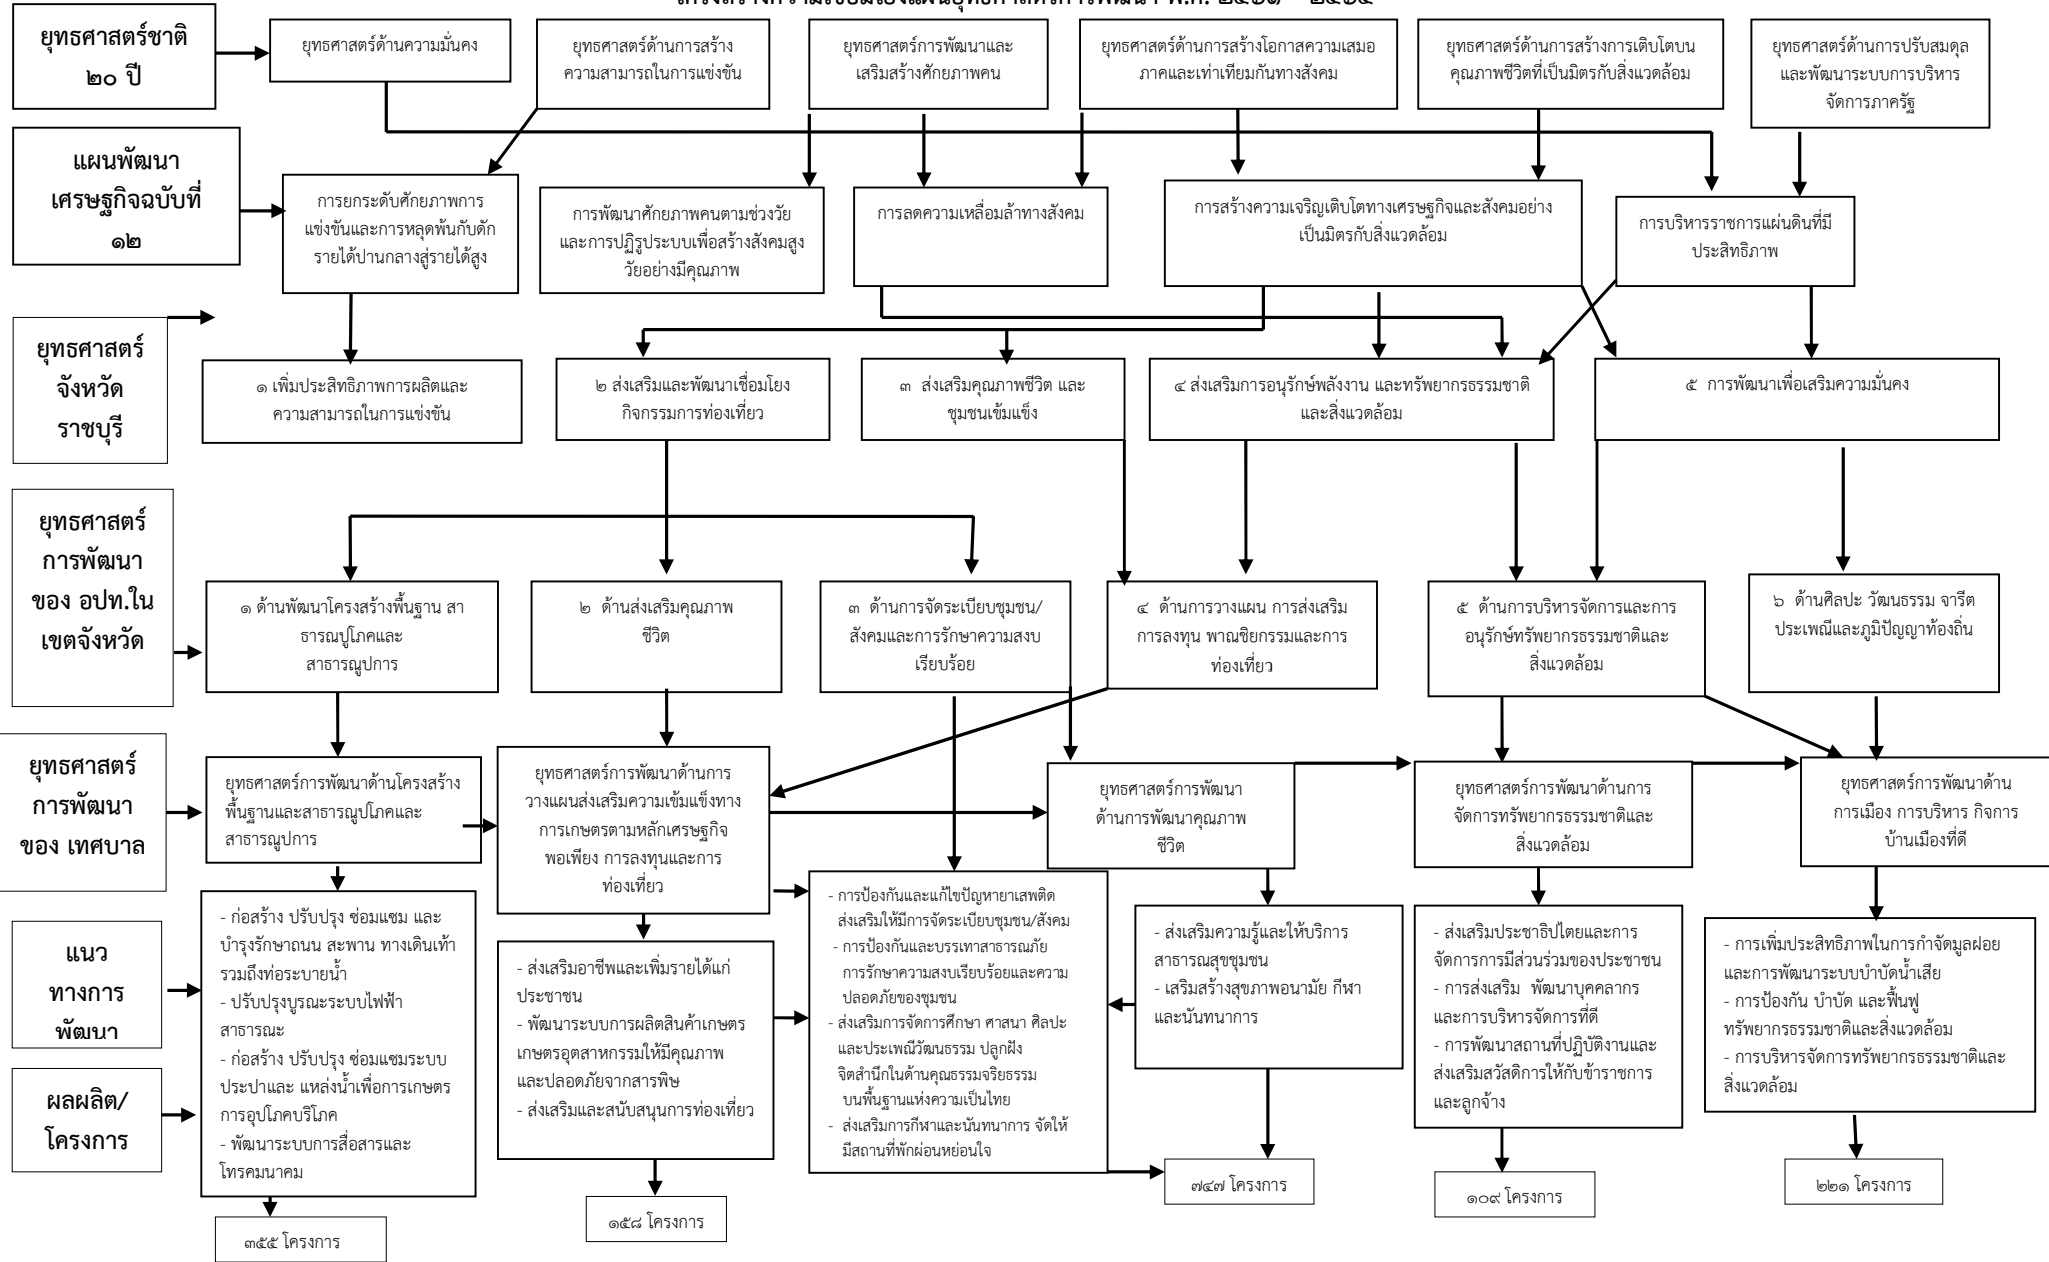 โครงสร้างความเชื่อมโยงแผนยุทธศาสตร์การพัฒนา พ.ศ. ๒๕๖๑ – ๒๕๖๔
ยุทธศาสตร์ชาติ
๒๐ ปี
ยุทธศาสตร์ด้านความมั่นคง
ยุทธศาสตร์ด้านการสร้าง
ความสามารถในการแข่งขัน
ยุทธศาสตร์การพัฒนาและ
เสริมสร้างศักยภาพคน
ยุทธศาสตร์ด้านการสร้างโอกาสความเสมอ
ภาคและเท่าเทียมกันทางสังคม
ยุทธศาสตร์ด้านการสร้างการเติบโตบน
คุณภาพชีวิตที่เป็นมิตรกับสิ่งแวดล้อม
ยุทธศาสตร์ด้านการปรับสมดุล
และพัฒนาระบบการบริหาร
จัดการภาครัฐ
แผนพัฒนา
เศรษฐกิจฉบับที่
๑๒
การยกระดับศักยภาพการ
แข่งขันและการหลุดพ้นกับดัก
รายได้ปานกลางสู่รายได้สูง
การพัฒนาศักยภาพคนตามช่วงวัย
และการปฏิรูประบบเพื่อสร้างสังคมสูง
วัยอย่างมีคุณภาพ
การลดความเหลื่อมล้าทางสังคม
การสร้างความเจริญเติบโตทางเศรษฐกิจและสังคมอย่าง
เป็นมิตรกับสิ่งแวดล้อม
การบริหารราชการแผ่นดินที่มี
ประสิทธิภาพ
ยุทธศาสตร์
จังหวัด
ราชบุรี
๑ เพิ่มประสิทธิภาพการผลิตและ
ความสามารถในการแข่งขัน
๒ ส่งเสริมและพัฒนาเชื่อมโยง
กิจกรรมการท่องเที่ยว
๓ ส่งเสริมคุณภาพชีวิต และ
ชุมชนเข้มแข็ง
๔ ส่งเสริมการอนุรักษ์พลังงาน และทรัพยากรธรรมชาติ
และสิ่งแวดล้อม
๕ การพัฒนาเพื่อเสริมความมั่นคง
ยุทธศาสตร์
การพัฒนา
ของ อปท.ใน
เขตจังหวัด
๑ ด้านพัฒนาโครงสร้างพื้นฐาน สา
ธารณปูโภคและ
สาธารณูปการ
๒ ด้านส่งเสริมคุณภาพ
ชีวิต
๓ ด้านการจัดระเบียบชุมชน/
สังคมและการรักษาความสงบ
เรียบร้อย
๔ ด้านการวางแผน การส่งเสริม
การลงทุน พาณชิยกรรมและการ
ท่องเที่ยว
๕ ด้านการบริหารจัดการและการ
อนุรักษ์ทรัพยากรธรรมชาติและ
สิ่งแวดล้อม
๖ ด้านศิลปะ วัฒนธรรม จารีต
ประเพณีและภูมิปัญญาท้องถิ่น
ยุทธศาสตร์
การพัฒนา
ของ เทศบาล
ยุทธศาสตร์การพัฒนาด้านโครงสร้าง
พื้นฐานและสาธารณูปโภคและ
สาธารณูปการ
ยุทธศาสตร์การพัฒนาด้านการ
วางแผนส่งเสริมความเข้มแข็งทาง
การเกษตรตามหลักเศรษฐกิจ
พอเพียง การลงทุนและการ
ท่องเที่ยว
ยุทธศาสตร์การพัฒนา
ด้านการพัฒนาคุณภาพ
ชีวิต
ยุทธศาสตร์การพัฒนาด้านการ
จัดการทรัพยากรธรรมชาติและ
สิ่งแวดล้อม
ยุทธศาสตร์การพัฒนาด้าน
การเมือง การบริหาร กิจการ
บ้านเมืองที่ดี
แนว
ทางการ
พัฒนา
- ก่อสร้าง ปรับปรุง ซ่อมแซม และ
บำรุงรักษาถนน สะพาน ทางเดินเท้า
รวมถึงท่อระบายน้ำ
- ปรับปรุงบูรณะระบบไฟฟ้า
สาธารณะ
- ก่อสร้าง ปรับปรุง ซ่อมแซมระบบ
ประปาและ แหล่งน้ำเพื่อการเกษตร
การอุปโภคบริโภค
- พัฒนาระบบการสื่อสารและ
โทรคมนาคม
- ส่งเสริมอาชีพและเพิ่มรายได้แก่
ประชาชน
- พัฒนาระบบการผลิตสินค้าเกษตร
เกษตรอุตสาหกรรมให้มีคุณภาพ
และปลอดภัยจากสารพิษ
- ส่งเสริมและสนับสนุนการท่องเที่ยว
- การป้องกันและแก้ไขปัญหายาเสพติด
ส่งเสริมให้มีการจัดระเบียบชุมชน/สังคม
- การป้องกันและบรรเทาสาธารณภัย
การรักษาความสงบเรียบร้อยและความ
ปลอดภัยของชุมชน
- ส่งเสริมการจัดการศึกษา ศาสนา ศิลปะ
และประเพณีวัฒนธรรม ปลูกฝัง
จิตสำนึกในด้านคุณธรรมจริยธรรม
บนพื้นฐานแห่งความเป็นไทย
- ส่งเสริมการกีฬาและนันทนาการ จัดให้
มีสถานที่พักผ่อนหย่อนใจ
- ส่งเสริมความรู้และให้บริการ
สาธารณสุขชุมชน
- เสริมสร้างสุขภาพอนามัย กีฬา
และนันทนาการ
- ส่งเสริมประชาธิปไตยและการ
จัดการการมีส่วนร่วมของประชาชน
- การส่งเสริม พัฒนาบุคคลากร
และการบริหารจัดการที่ดี
- การพัฒนาสถานที่ปฏิบัติงานและ
ส่งเสริมสวัสดิการให้กับข้าราชการ
และลูกจ้าง
- การเพิ่มประสิทธิภาพในการกำจัดมูลฝอย
และการพัฒนาระบบบำบัดน้ำเสีย
- การป้องกัน บำบัด และฟื้นฟู
ทรัพยากรธรรมชาติและสิ่งแวดล้อม
- การบริหารจัดการทรัพยากรธรรมชาติและ
สิ่งแวดล้อม
ผลผลิต/
โครงการ
๓๕๕ โครงการ
๑๕๘ โครงการ
๗๔๗ โครงการ
๑๐๙ โครงการ
๒๒๑ โครงการ